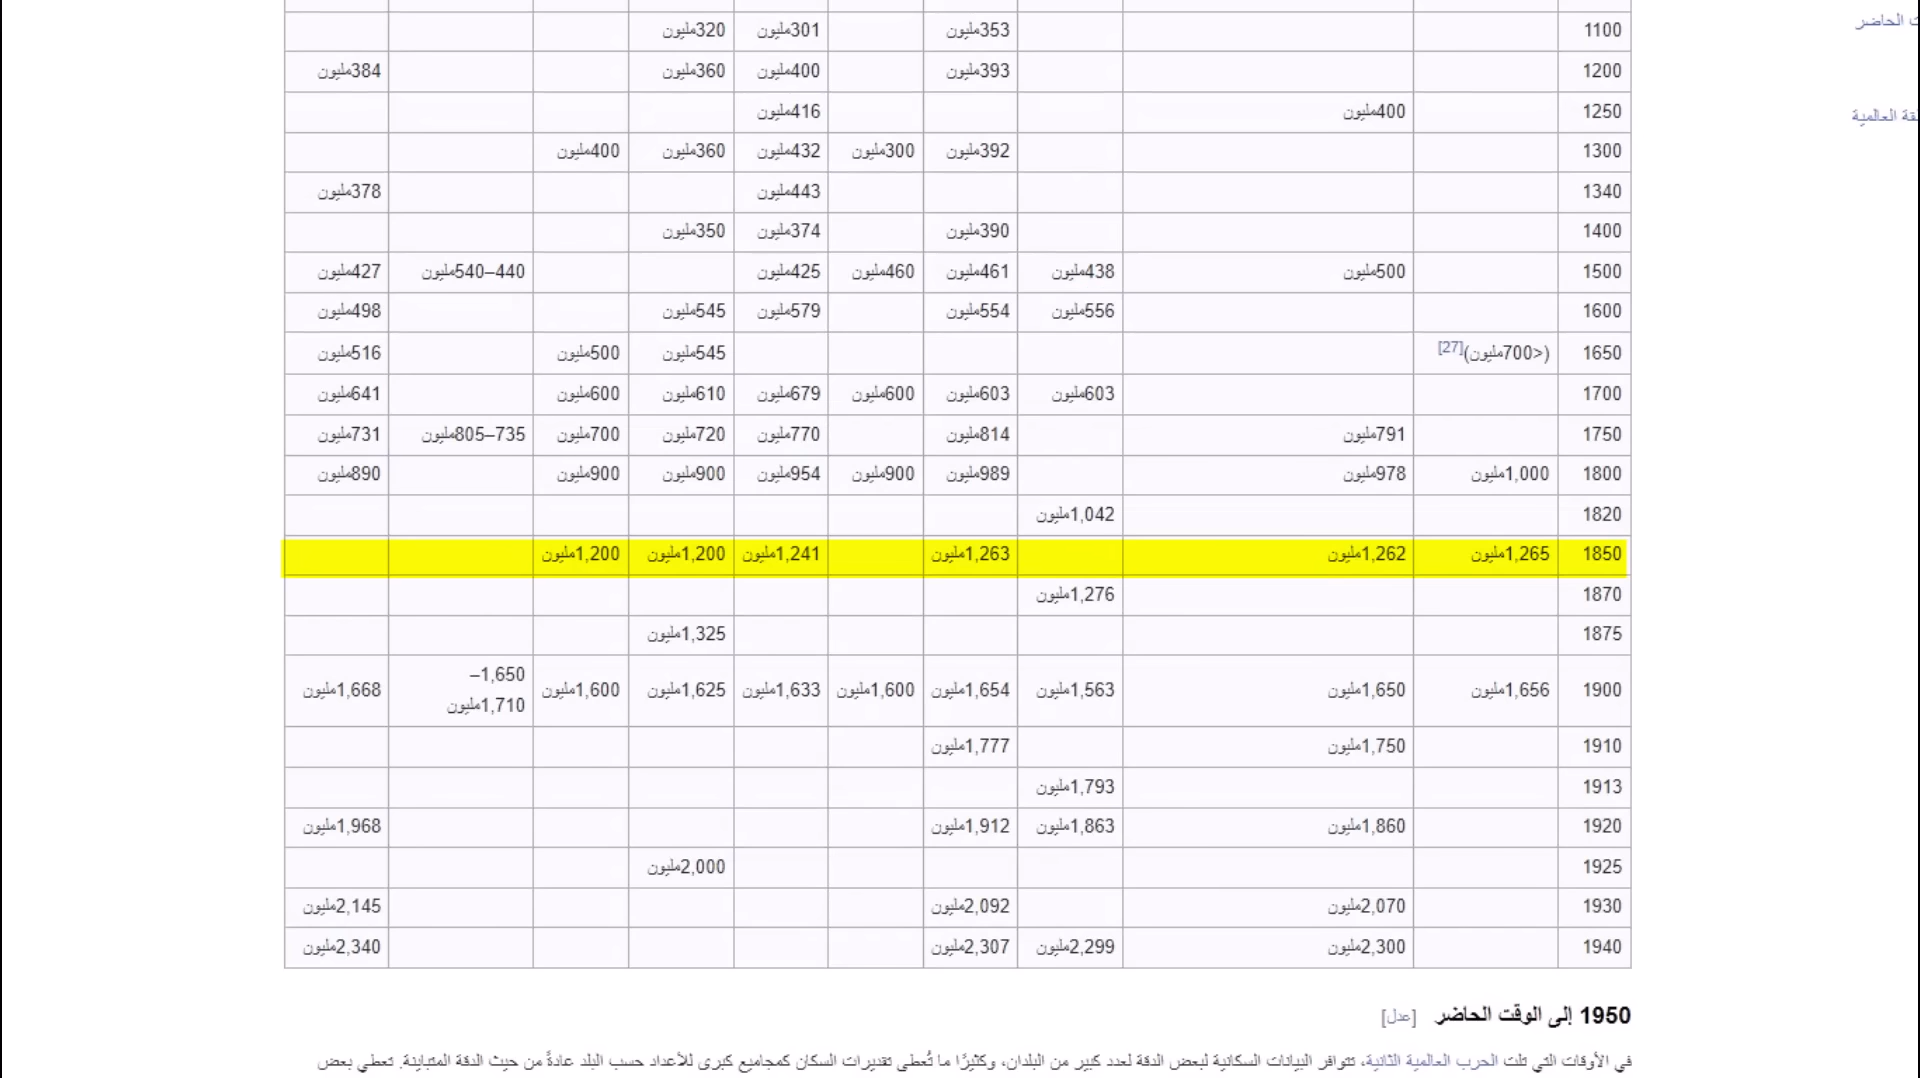 ت الحاضر
لقة العالمية
1100 353مليون 301مليون 320مليون
1200 393مليون 400مليون 360مليون 384مليون
1250 400مليون 416مليون
1300 392مليون 300مليون 432مليون 360مليون 400مليون
1340 443مليون 378مليون
1400 390مليون 374مليون 350مليون
1500 500مليون 438مليون 461مليون 460مليون 425مليون 440–540مليون 427مليون
1600 556مليون 554مليون 579مليون 545مليون 498مليون
1650 (<700مليون)[27] 545مليون 500مليون 516مليون
1700 603مليون 603مليون 600مليون 679مليون 610مليون 600مليون 641مليون
1750 791مليون 814مليون 770مليون 720مليون 700مليون 735–805مليون 731مليون
1800 1,000مليون 978مليون 989مليون 900مليون 954مليون 900مليون 900مليون 890مليون
1820 1,042مليون
1850 1,265مليون 1,262مليون 1,263مليون 1,241مليون 1,200مليون 1,200مليون
1870 1,276مليون
1875 1,325مليون
1900 1,656مليون 1,650مليون 1,563مليون 1,654مليون 1,600مليون 1,633مليون 1,625مليون 1,600مليون 1,650–1,710مليون 1,668مليون
1910 1,750مليون 1,777مليون
1913 1,793مليون
1920 1,860مليون 1,863مليون 1,912مليون 1,968مليون
1925 2,000مليون
1930 2,070مليون 2,092مليون 2,145مليون
1940 2,300مليون 2,299مليون 2,307مليون 2,340مليون
1950 إلى الوقت الحاضر [عدل]
في الأوقات التي تلت الحرب العالمية الثانية، تتوافر البيانات السكانية لبعض الدقة لعدد كبير من البلدان، وكثيرًا ما تُعطى تقديرات السكان كمجاميع كبرى للأعداد حسب البلد عادةً من حيث الدقة المتباينة. تعطي بعض